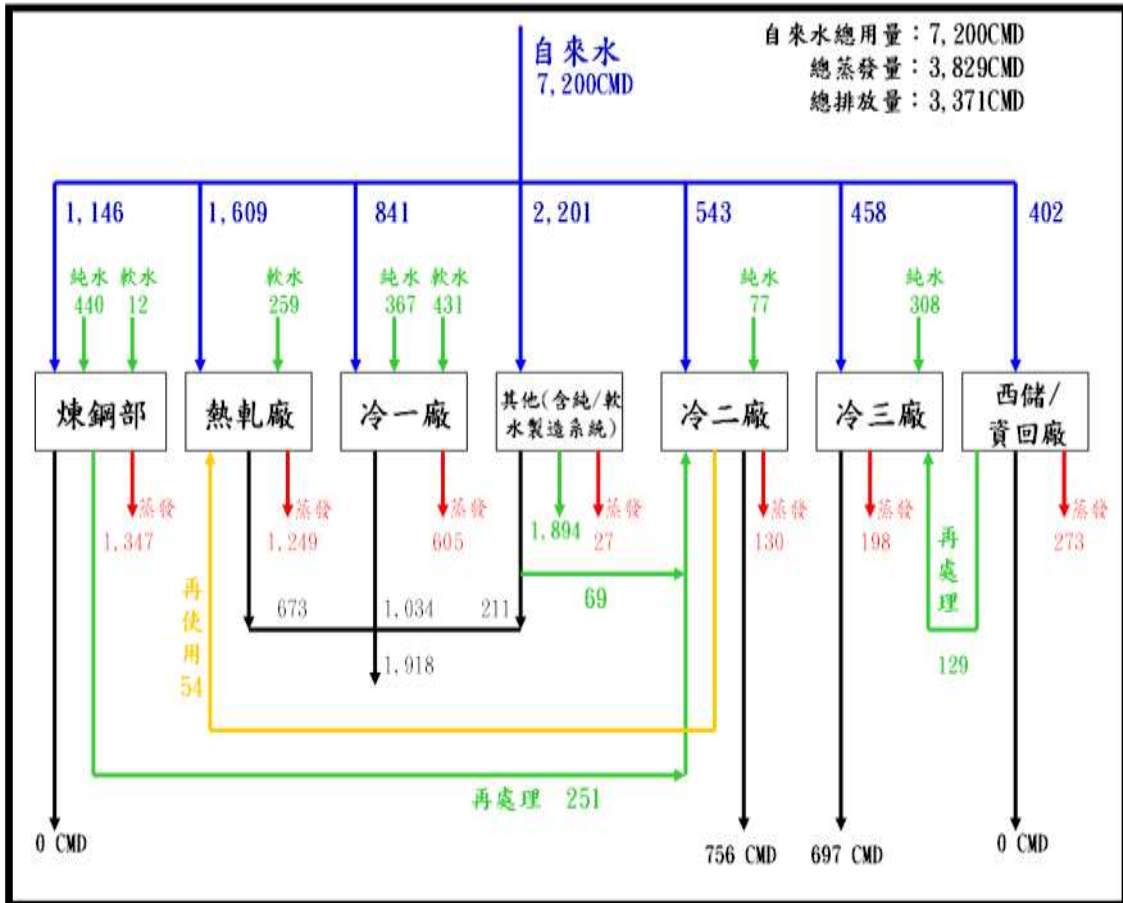 自來水
7,200CMD
自來水總用量：7,200CMD
總蒸發量：3,829CMD
總排放量：3,371CMD
1,146
1,609
841
2,201
543
458
402
純水
440
軟水
12
軟水
259
純水
367
軟水
431
純水
77
純水
308
煉鋼部
熱軋廠
冷一廠
其他(含純/軟
水製造系統)
冷二廠
冷三廠
西儲/
資回廠
蒸發
1,347
蒸發
1,249
蒸發
605
1,894
蒸發
27
蒸發
130
蒸發
198
蒸發
273
再使用
54
673
1,034
211
69
再處理
129
1,918
再處理 251
0 CMD
756 CMD
697 CMD
0 CMD